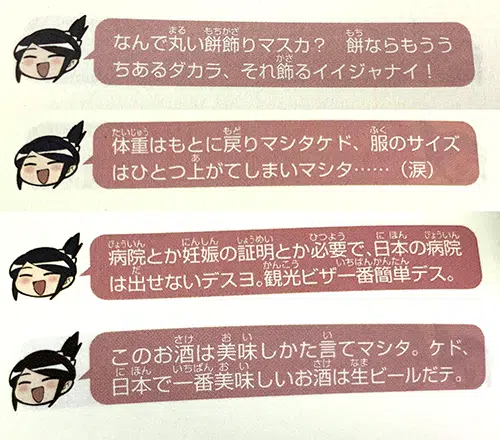 なんで丸い餅飾りマスカ？　餅ならもうう
ちあるダカラ、それ飾るイイジャナイ！
体重はもとに戻りマシタケド、服のサイズ
はひとつ上がてしまいマシタ……（涙）
病院とか妊娠の証明とか必要で、日本の病院
は出せないデスヨ。観光ビザ一番簡単デス。
このお酒は美味しかた言てマシタ。ケド、
日本で一番美味しいお酒は生ビールだテ。